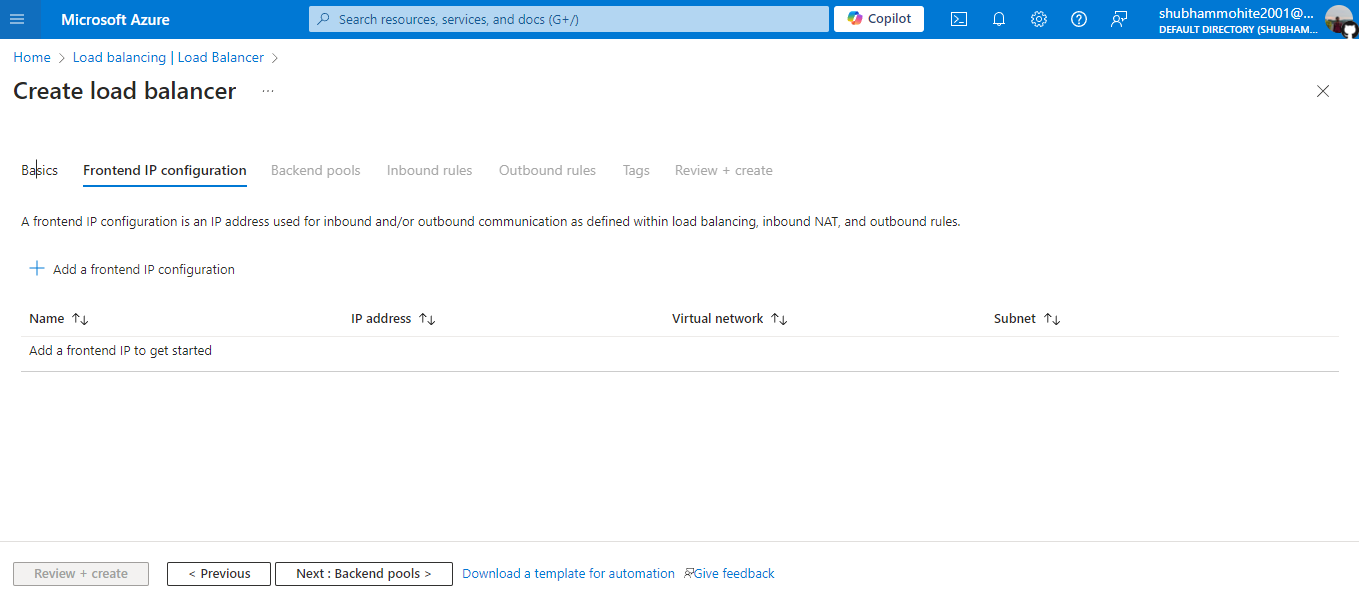 Microsoft Azure
Search resources, services, and docs (G+/)
Copilot
shubhammohite2001@...
DEFAULT DIRECTORY (SHUBHAM...
Home > Load balancing | Load Balancer >
Create load balancer ...
Basics Frontend IP configuration Backend pools Inbound rules Outbound rules Tags Review + create
A frontend IP configuration is an IP address used for inbound and/or outbound communication as defined within load balancing, inbound NAT, and outbound rules.
+ Add a frontend IP configuration
Name ↑↓ IP address ↑↓ Virtual network ↑↓ Subnet ↑↓
Add a frontend IP to get started
Review + create < Previous Next : Backend pools > Download a template for automation Give feedback